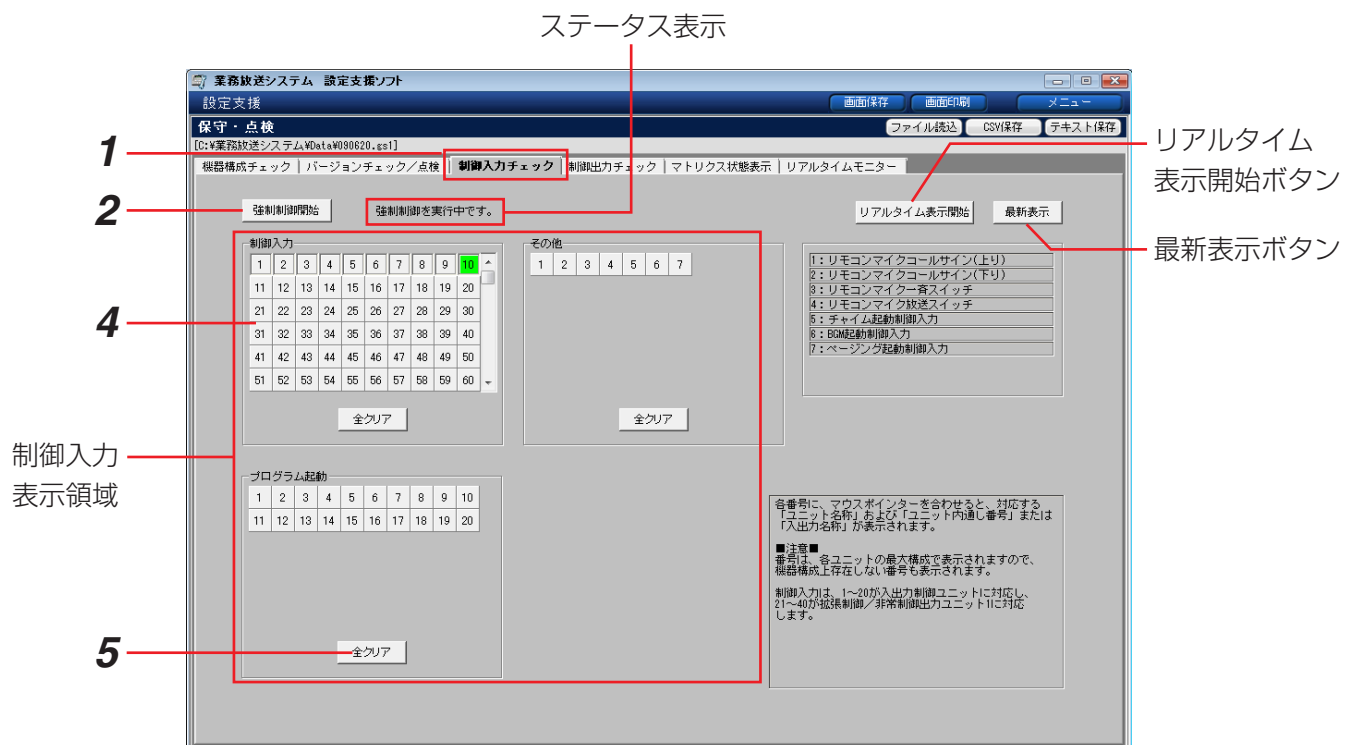 ステータス表示
業務放送システム 設定支援ソフト
設定支援
画面保存
画面印刷
メニュー
保守・点検
ファイル読込
CSV保存
テキスト保存
[C:¥業務放送システム¥Data¥090620.gs1]
1
機器構成チェック
バージョンチェック／点検
制御入力チェック
制御出力チェック
マトリクス状態表示
リアルタイムモニター
リアルタイム
表示開始ボタン
2
強制制御開始
強制制御を実行中です。
リアルタイム表示開始
最新表示
最新表示ボタン
制御入力
1 2 3 4 5 6 7 8 9 10
11 12 13 14 15 16 17 18 19 20
21 22 23 24 25 26 27 28 29 30
31 32 33 34 35 36 37 38 39 40
41 42 43 44 45 46 47 48 49 50
51 52 53 54 55 56 57 58 59 60
全クリア
4
その他
1 2 3 4 5 6 7
全クリア
1：リモコンマイクコールサイン(上り)
2：リモコンマイクコールサイン(下り)
3：リモコンマイク一斉スイッチ
4：リモコンマイク放送スイッチ
5：チャイム起動制御入力
6：BGM起動制御入力
7：ページング起動制御入力
制御入力
表示領域
プログラム起動
1 2 3 4 5 6 7 8 9 10
11 12 13 14 15 16 17 18 19 20
全クリア
5
各番号に、マウスポインターを合わせると、対応する
「ユニット名称」および「ユニット内通し番号」または
「入出力名称」が表示されます。
■注意■
番号は、各ユニットの最大構成で表示されますので、
機器構成上存在しない番号も表示されます。
制御入力は、1～20が入出力制御ユニットに対応し、
21～40が拡張制御／非常制御出力ユニット1に対応
します。